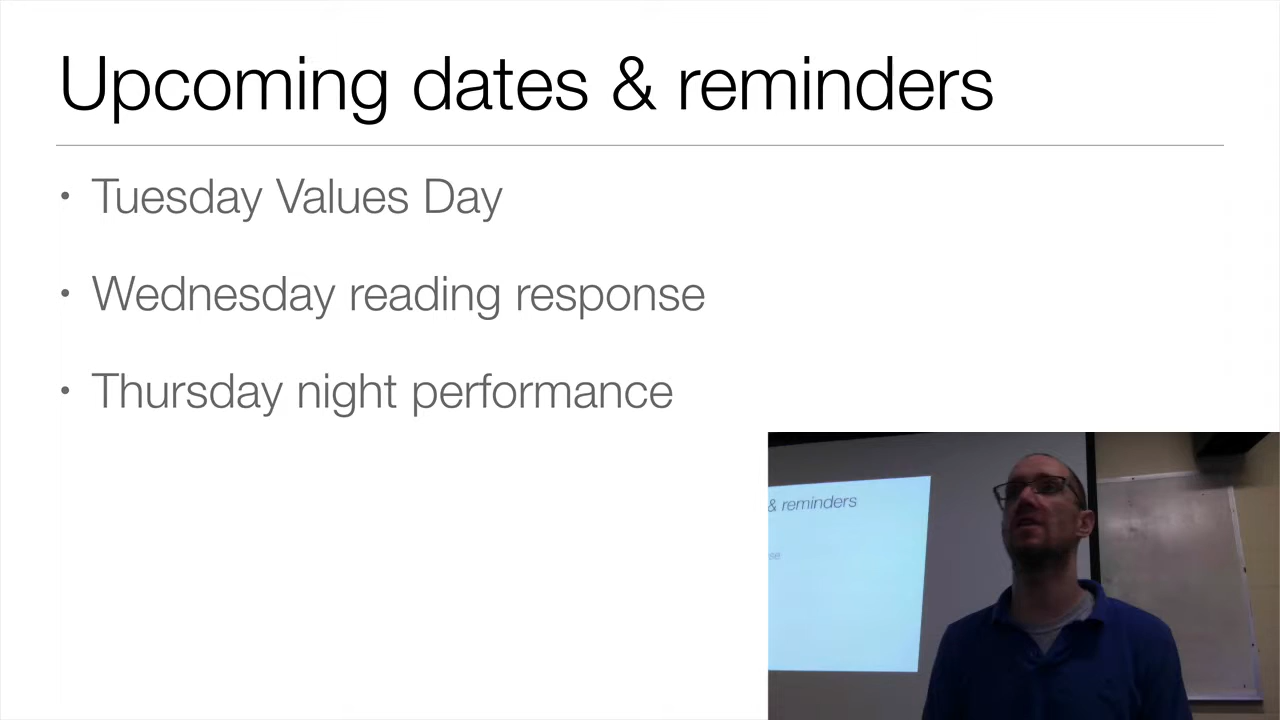 Upcoming dates & reminders
• Tuesday Values Day
• Wednesday reading response
• Thursday night performance
& reminders